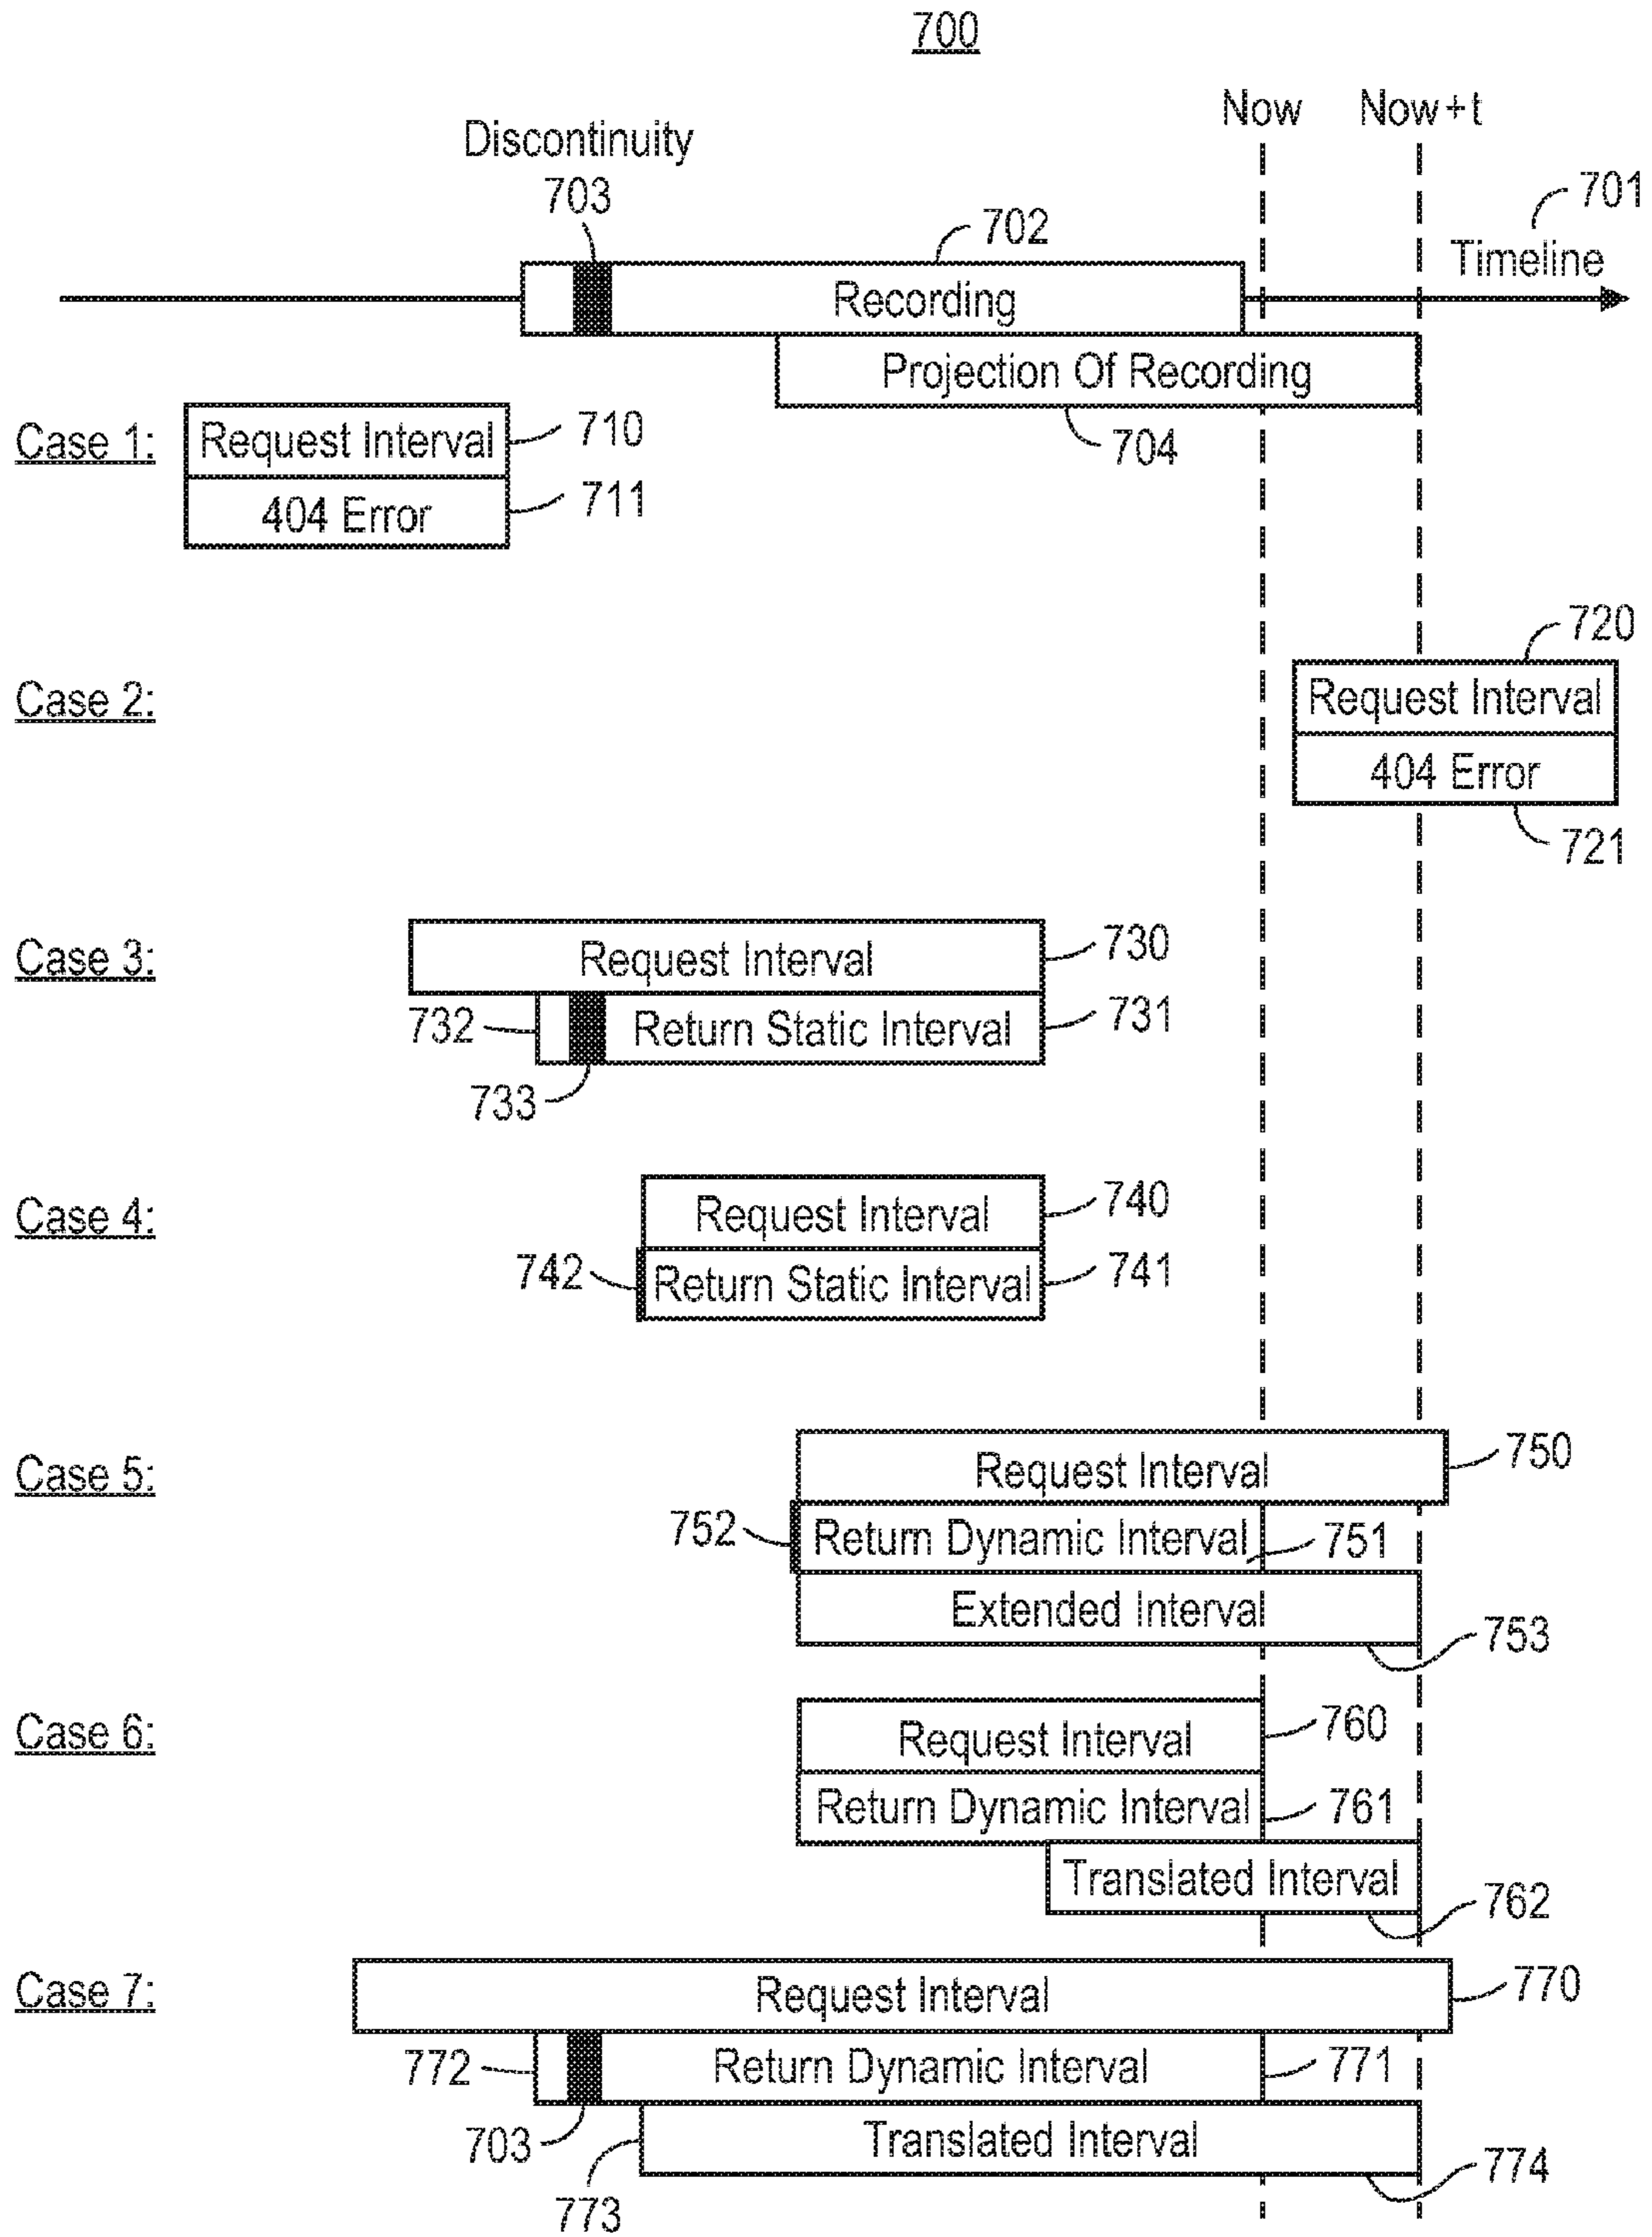 700
Now
Now+t
Discontinuity
703
702
701
Timeline
Recording
Projection Of Recording
704
Case 1:
Request Interval
710
404 Error
711
720
Case 2:
Request Interval
404 Error
721
Case 3:
Request Interval
730
732
Return Static Interval
731
733
Case 4:
Request Interval
740
742
Return Static Interval
741
Case 5:
Request Interval
750
752
Return Dynamic Interval
751
Extended Interval
753
Case 6:
Request Interval
760
Return Dynamic Interval
761
Translated Interval
762
Case 7:
Request Interval
770
772
Return Dynamic Interval
771
703
Translated Interval
774
773